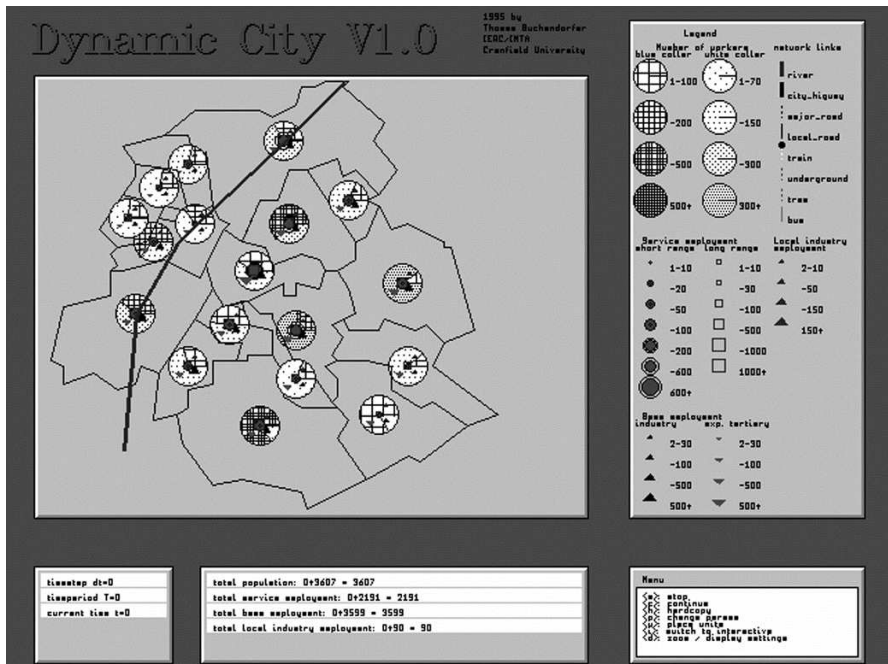 Dynamic City V1.0
1995 by
Thomas Buchendorfer
CERC/CMTA
Cranfield University
Legend
Number of workers
blue collar white collar
1-100 1-70
-200 -150
-500 -300
500+ 300+
network links
river
city_higway
major_road
local_road
train
underground
tram
bus
Service employment
short range long range
1-10 1-10
-20 -30
-50 -100
-100 -500
-200 -1000
-600 1000+
600+
Local industry
employment
2-10
-50
-150
150+
Base employment
industry exp. tertiary
2-30 2-30
-100 -100
-500 -500
500+ 500+
timestep dt=0
timeperiod T=0
current time t=0
total population: 0+3607 = 3607
total service employment: 0+2191 = 2191
total base employment: 0+3599 = 3599
total local industry employment: 0+90 = 90
Menu
stop
continue
hardcopy
change params
place units
switch to interactive
zoom / display settings